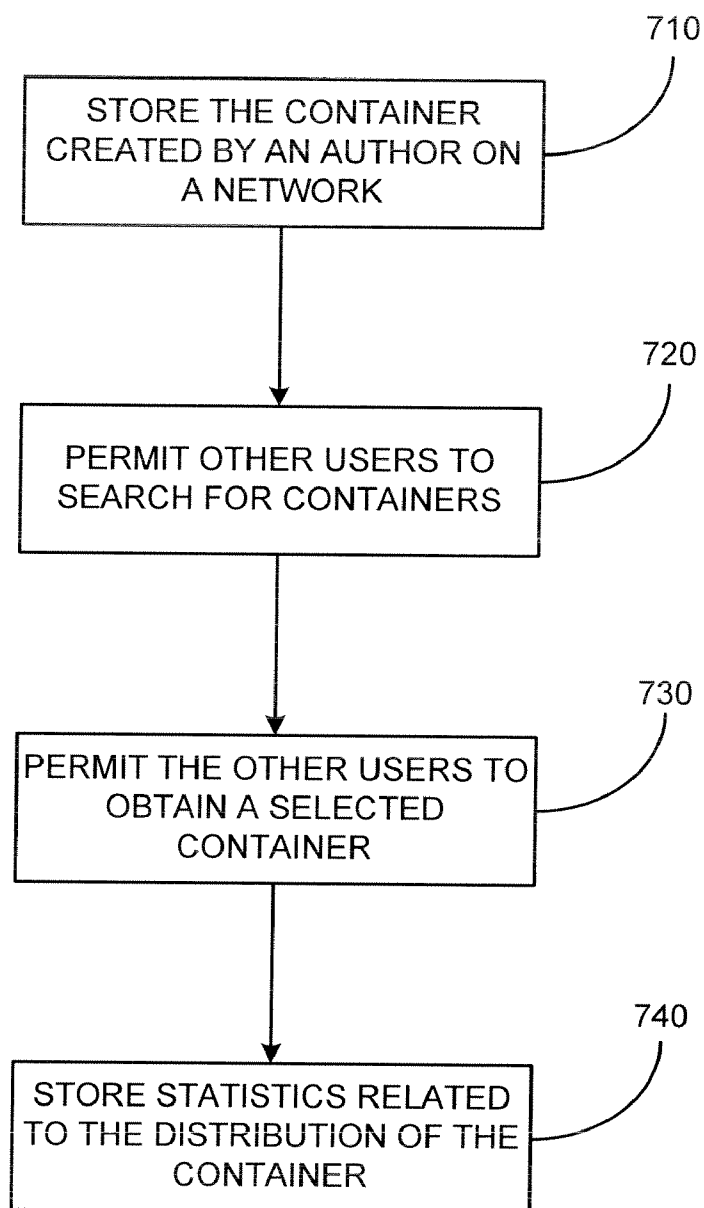 710
STORE THE CONTAINER
CREATED BY AN AUTHOR ON
A NETWORK
720
PERMIT OTHER USERS TO
SEARCH FOR CONTAINERS
730
PERMIT THE OTHER USERS TO
OBTAIN A SELECTED
CONTAINER
740
STORE STATISTICS RELATED
TO THE DISTRIBUTION OF THE
CONTAINER